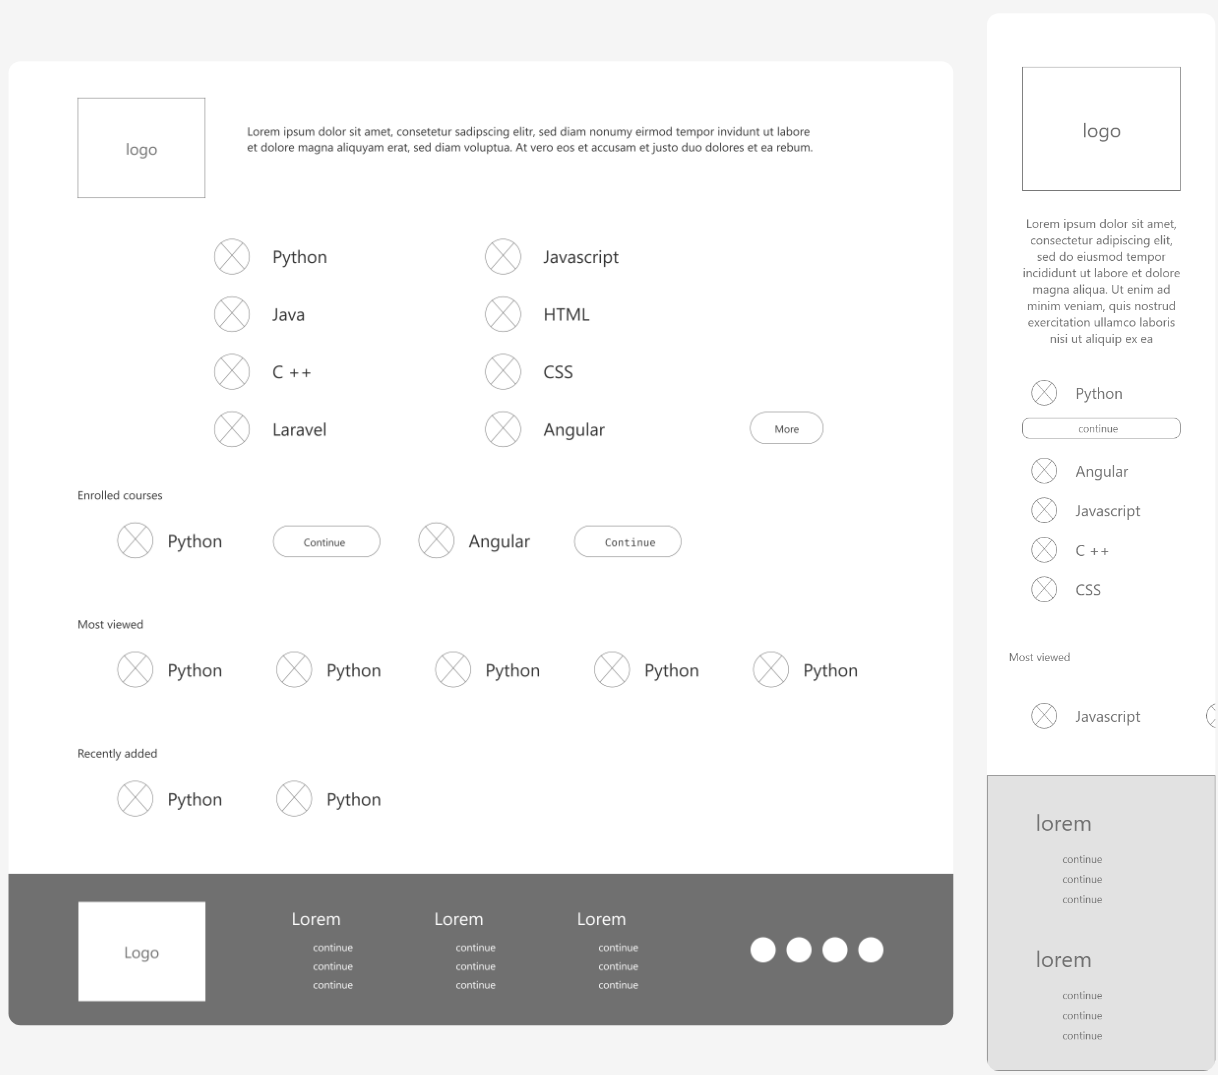 logo
Lorem ipsum dolor sit amet, consetetur sadipscing elitr, sed diam nonumy eirmod tempor invidunt ut labore
et dolore magna aliquyam erat, sed diam voluptua. At vero eos et accusam et justo duo dolores et ea rebum.
Python
Javascript
Java
HTML
C ++
CSS
Laravel
Angular
More
Enrolled courses
Python
Continue
Angular
Continue
Most viewed
Python
Python
Python
Python
Python
Recently added
Python
Python
Logo
Lorem
continue
continue
continue
Lorem
continue
continue
continue
Lorem
continue
continue
continue
logo
Lorem ipsum dolor sit amet,
consectetur adipiscing elit,
sed do eiusmod tempor
incididunt ut labore et dolore
magna aliqua. Ut enim ad
minim veniam, quis nostrud
exercitation ullamco laboris
nisi ut aliquip ex ea
Python
continue
Angular
Javascript
C ++
CSS
Most viewed
Javascript
lorem
continue
continue
continue
lorem
continue
continue
continue